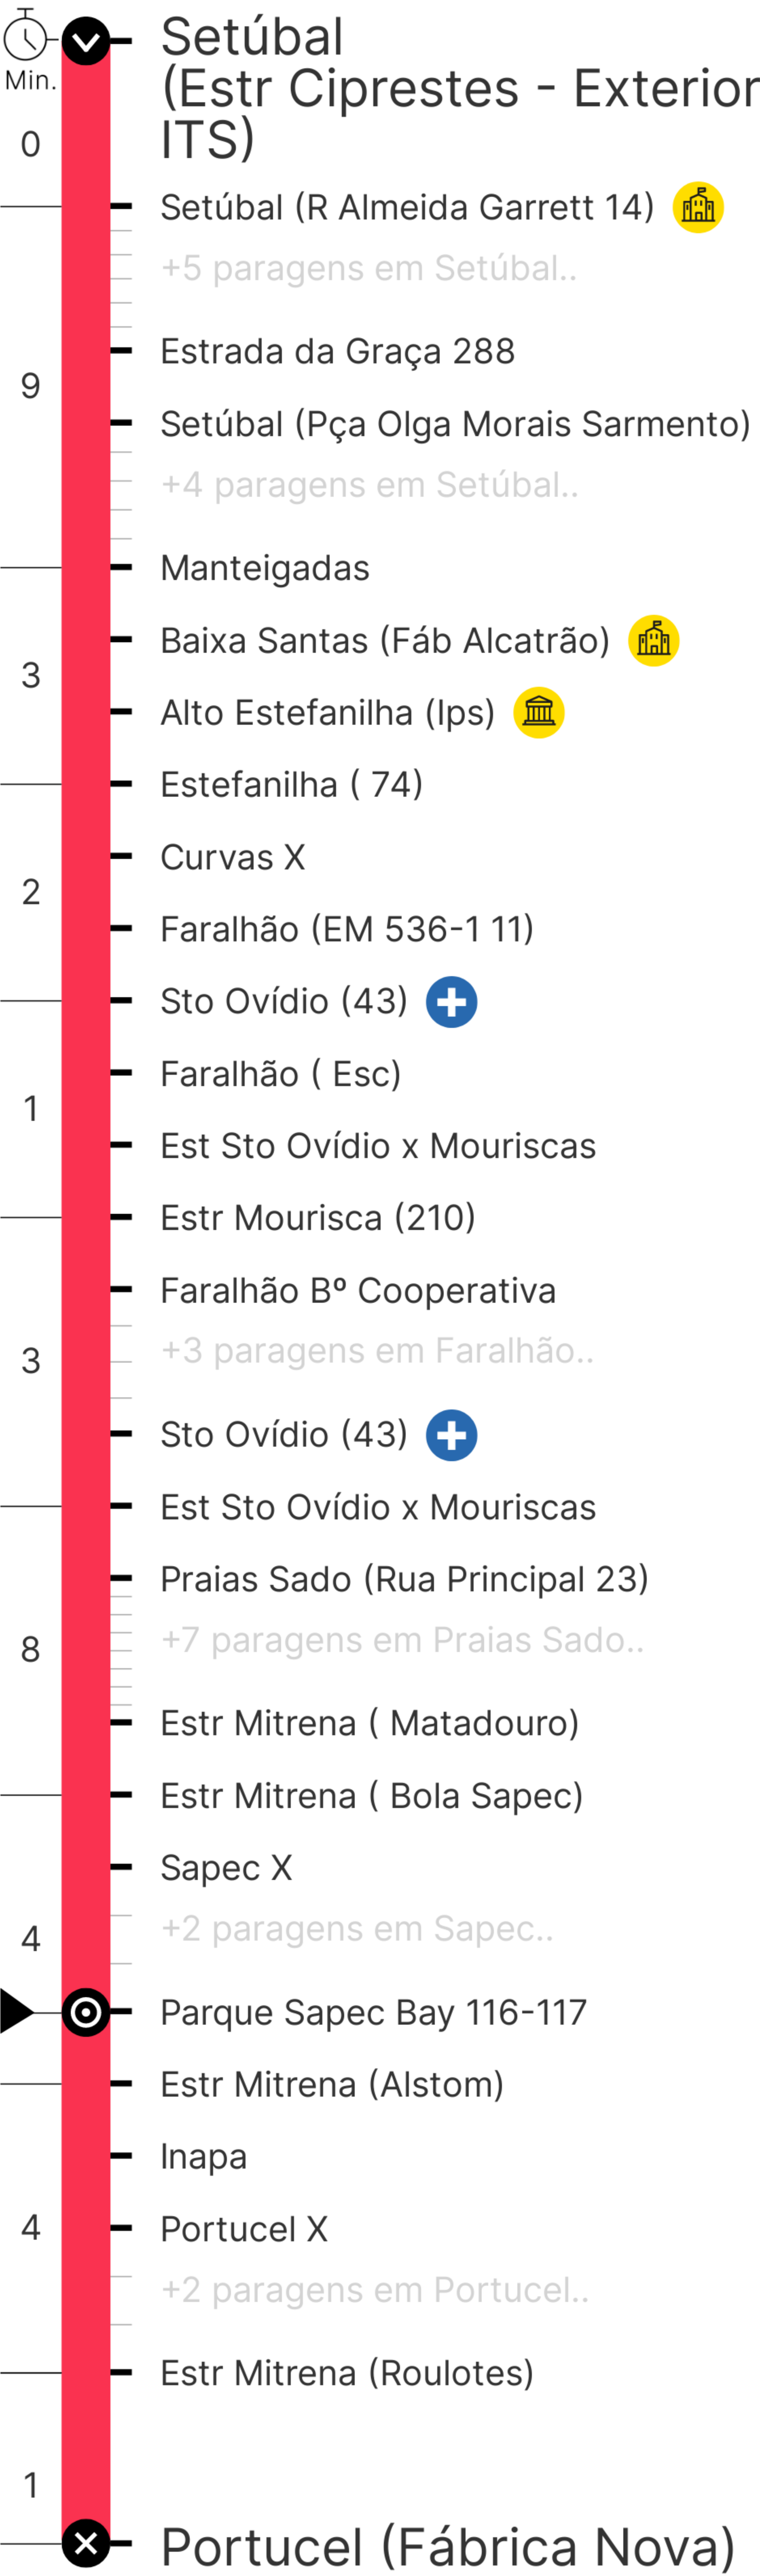 Min.
Setúbal
(Estr Ciprestes - Exterior
ITS)
0
Setúbal (R Almeida Garrett 14)
+5 paragens em Setúbal..
Estrada da Graça 288
9
Setúbal (Pça Olga Morais Sarmento)
+4 paragens em Setúbal..
Manteigadas
Baixa Santas (Fáb Alcatrão)
3
Alto Estefanilha (Ips)
Estefanilha ( 74)
Curvas X
2
Faralhão (EM 536-1 11)
Sto Ovídio (43)
Faralhão ( Esc)
1
Est Sto Ovídio x Mouriscas
Estr Mourisca (210)
Faralhão Bº Cooperativa
+3 paragens em Faralhão..
3
Sto Ovídio (43)
Est Sto Ovídio x Mouriscas
Praias Sado (Rua Principal 23)
+7 paragens em Praias Sado..
8
Estr Mitrena ( Matadouro)
Estr Mitrena ( Bola Sapec)
Sapec X
+2 paragens em Sapec..
4
Parque Sapec Bay 116-117
Estr Mitrena (Alstom)
Inapa
4
Portucel X
+2 paragens em Portucel..
Estr Mitrena (Roulotes)
1
Portucel (Fábrica Nova)